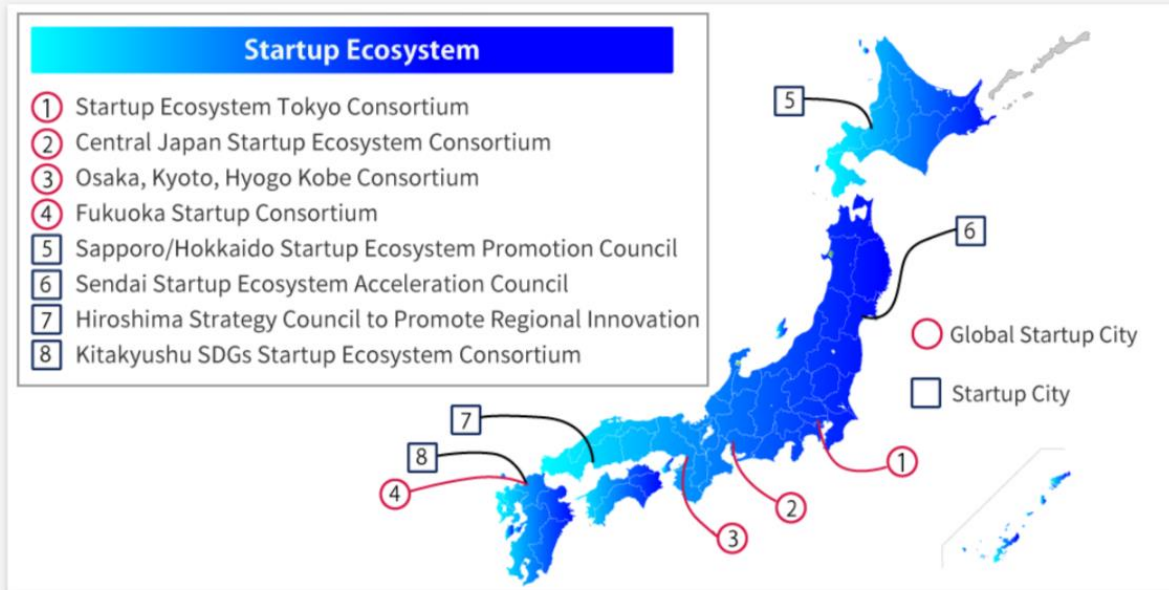 Startup Ecosystem
1 Startup Ecosystem Tokyo Consortium
2 Central Japan Startup Ecosystem Consortium
3 Osaka, Kyoto, Hyogo Kobe Consortium
4 Fukuoka Startup Consortium
5 Sapporo/Hokkaido Startup Ecosystem Promotion Council
6 Sendai Startup Ecosystem Acceleration Council
7 Hiroshima Strategy Council to Promote Regional Innovation
8 Kitakyushu SDGs Startup Ecosystem Consortium
5
6
Global Startup City
Startup City
7
8
4
1
2
3